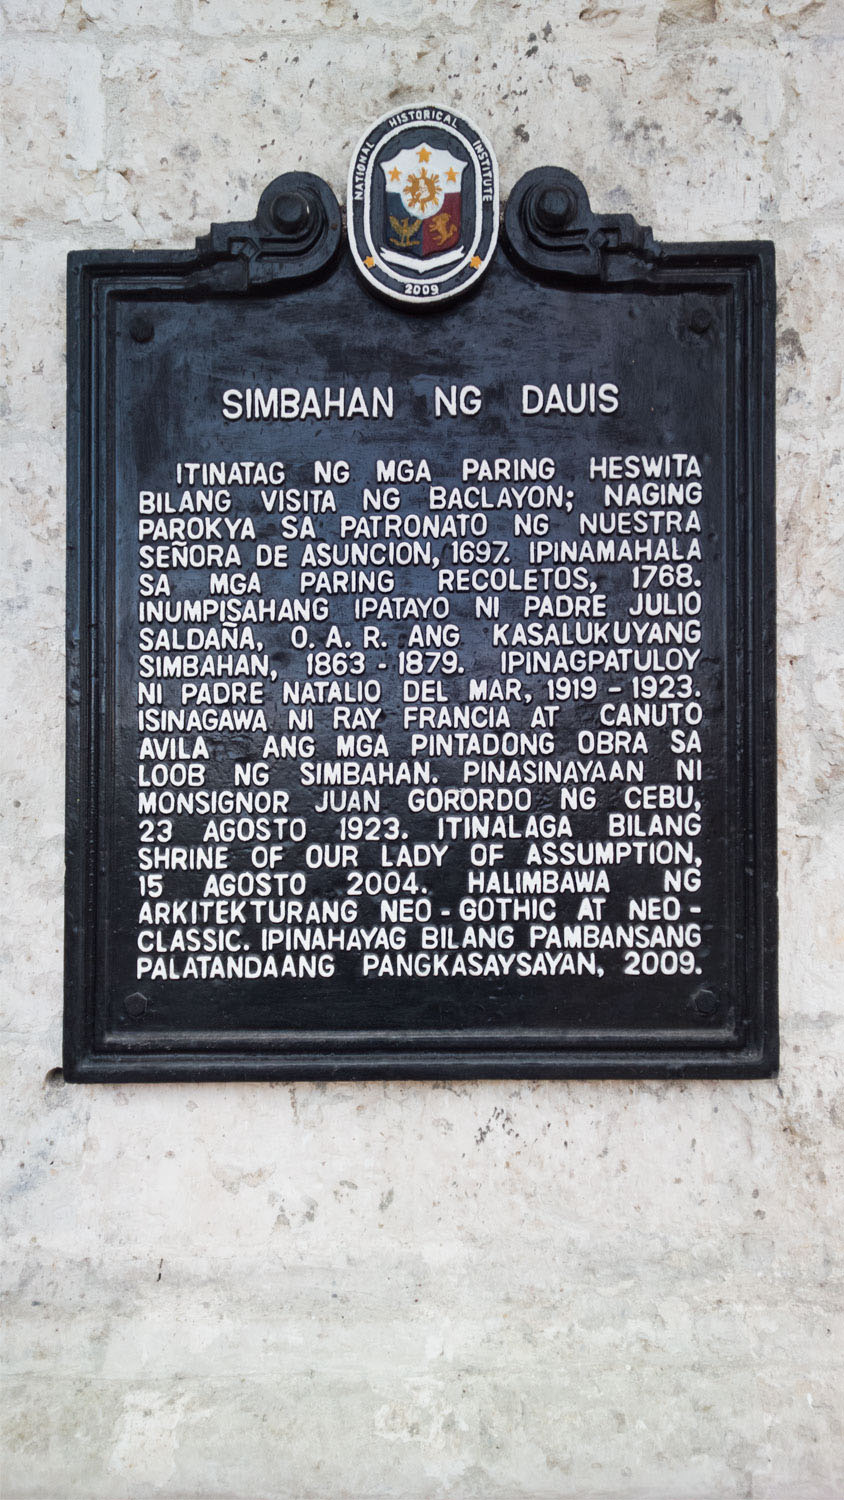 NATIONAL HISTORICAL INSTITUTE
2009
SIMBAHAN NG DAUIS
ITINATAG NG MGA PARING HESWITA
BILANG VISITA NG BACLAYON; NAGING
PAROKYA SA PATRONATO NG NUESTRA
SEÑORA DE ASUNCION, 1697. IPINAMAHALA
SA MGA PARING RECOLETOS, 1768.
INUMPISAHANG IPATAYO NI PADRE JULIO
SALDAÑA, O. A. R. ANG KASALUKUYANG
SIMBAHAN, 1863 - 1879. IPINAGPATULOY
NI PADRE NATALIO DEL MAR, 1919 - 1923.
ISINAGAWA NI RAY FRANCIA AT CANUTO
AVILA ANG MGA PINTADONG OBRA SA
LOOB NG SIMBAHAN. PINASINAYAAN NI
MONSIGNOR JUAN GORORDO NG CEBU,
23 AGOSTO 1923. ITINALAGA BILANG
SHRINE OF OUR LADY OF ASSUMPTION,
15 AGOSTO 2004. HALIMBAWA NG
ARKITEKTURANG NEO - GOTHIC AT NEO -
CLASSIC. IPINAHAYAG BILANG PAMBANSANG
PALATANDAANG PANGKASAYSAYAN, 2009.